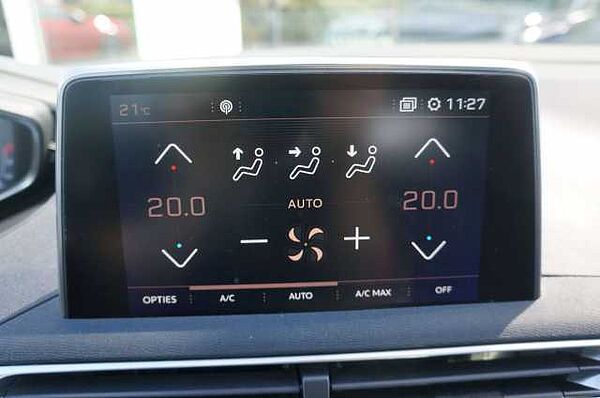 21°C 11:27
AUTO
20.0 20.0
OPTIES A/C AUTO A/C MAX OFF